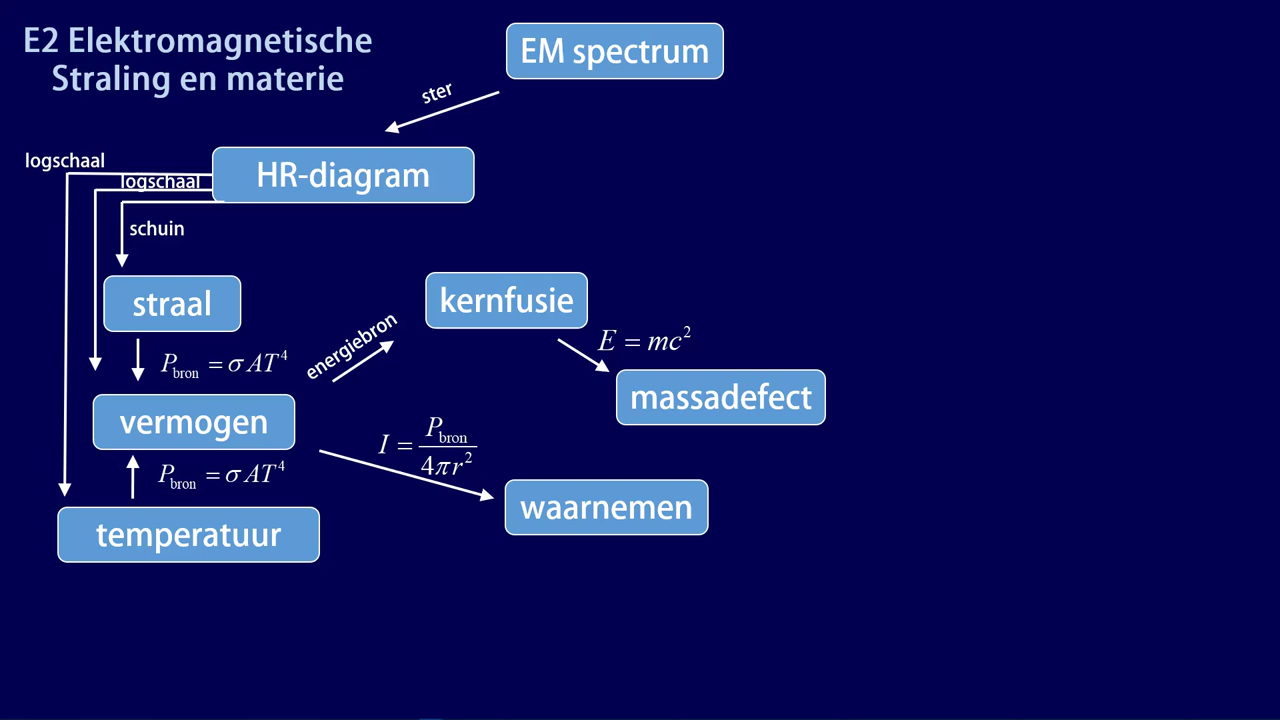 E2 Elektromagnetische
Straling en materie
EM spectrum
ster
HR-diagram
logschaal
logschaal
schuin
straal
kernfusie
energiebron
P_bron = σAT⁴
E = mc²
massadefect
vermogen
I = P_bron / 4πr²
P_bron = σAT⁴
waarnemen
temperatuur